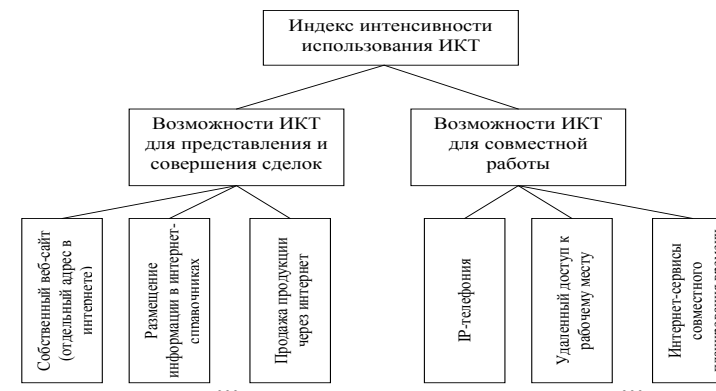 Индекс интенсивности
использования ИКТ
Возможности ИКТ
для представления и
совершения сделок
Возможности ИКТ
для совместной
работы
Собственный веб-сайт
(отдельный адрес в
интернете)
Размещение
информации в интернет-
справочниках
Продажа продукции
через интернет
IP-телефония
Удаленный доступ к
рабочему месту
Интернет-сервисы
совместного